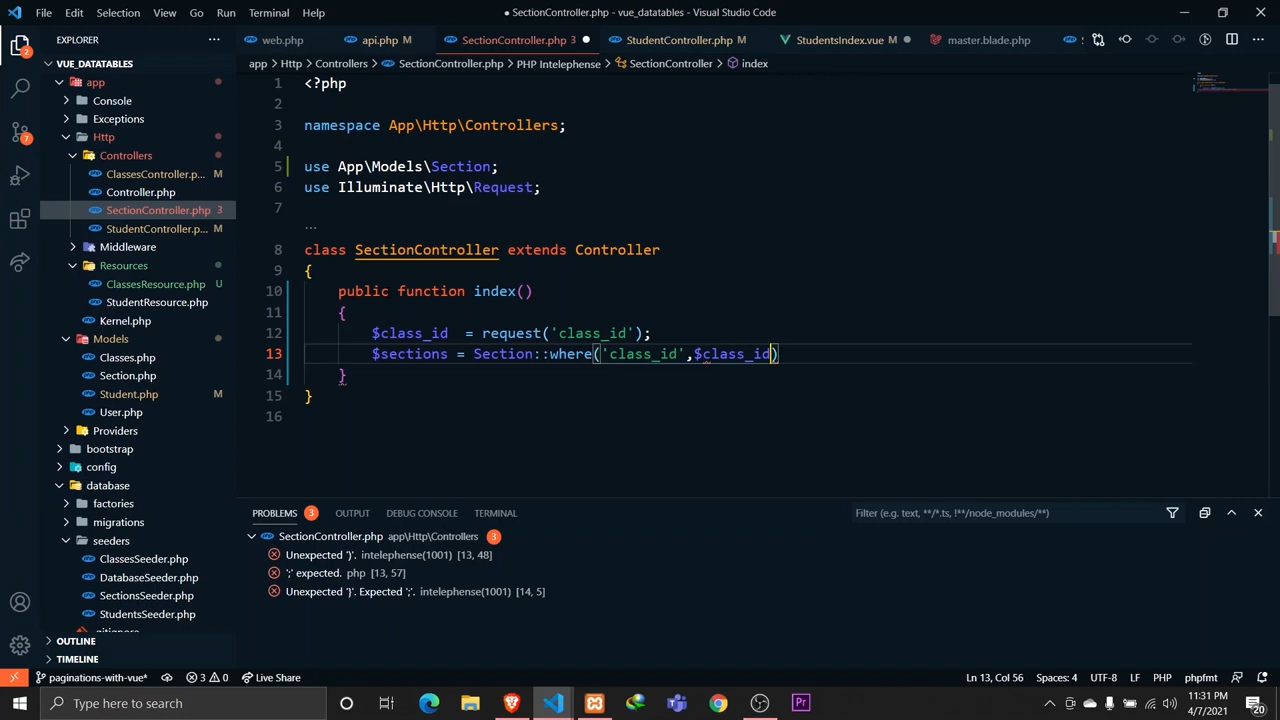 File Edit Selection View Go Run Terminal Help
● SectionController.php - vue_datatables - Visual Studio Code
EXPLORER ...
web.php
api.php M
SectionController.php 3
StudentController.php M
StudentsIndex.vue
master.blade.php
app > Http > Controllers > SectionController.php > PHP Intelephense > SectionController > index
VUE_DATATABLES
app
Console
Exceptions
Http
Controllers
ClassesController.p... M
Controller.php
SectionController.php 3
StudentController.p... M
Middleware
Resources
ClassesResource.php U
StudentResource.php
Kernel.php
Models
Classes.php
Section.php
Student.php M
User.php
Providers
bootstrap
config
database
factories
migrations
seeders
ClassesSeeder.php
DatabaseSeeder.php
SectionsSeeder.php
StudentsSeeder.php
.gitignore
OUTLINE
TIMELINE
1 <?php
2
3 namespace App\Http\Controllers;
4
5 use App\Models\Section;
6 use Illuminate\Http\Request;
7
...
8 class SectionController extends Controller
9 {
10 public function index()
11 {
12 $class_id  = request('class_id');
13 $sections = Section::where('class_id',$class_id)
14 }
15 }
16
PROBLEMS 3 OUTPUT DEBUG CONSOLE TERMINAL
Filter (e.g. text, **/*.ts, !**/node_modules/**)
SectionController.php app\Http\Controllers 3
Unexpected ')'. intelephense(1001) [13, 48]
';' expected. php [13, 57]
Unexpected '}'. Expected ';'. intelephense(1001) [14, 5]
2
7
paginations-with-vue* 3 0 Live Share
Ln 13, Col 56 Spaces: 4 UTF-8 LF PHP phpfmt
Type here to search
Pr
11:31 PM
4/7/2021
20